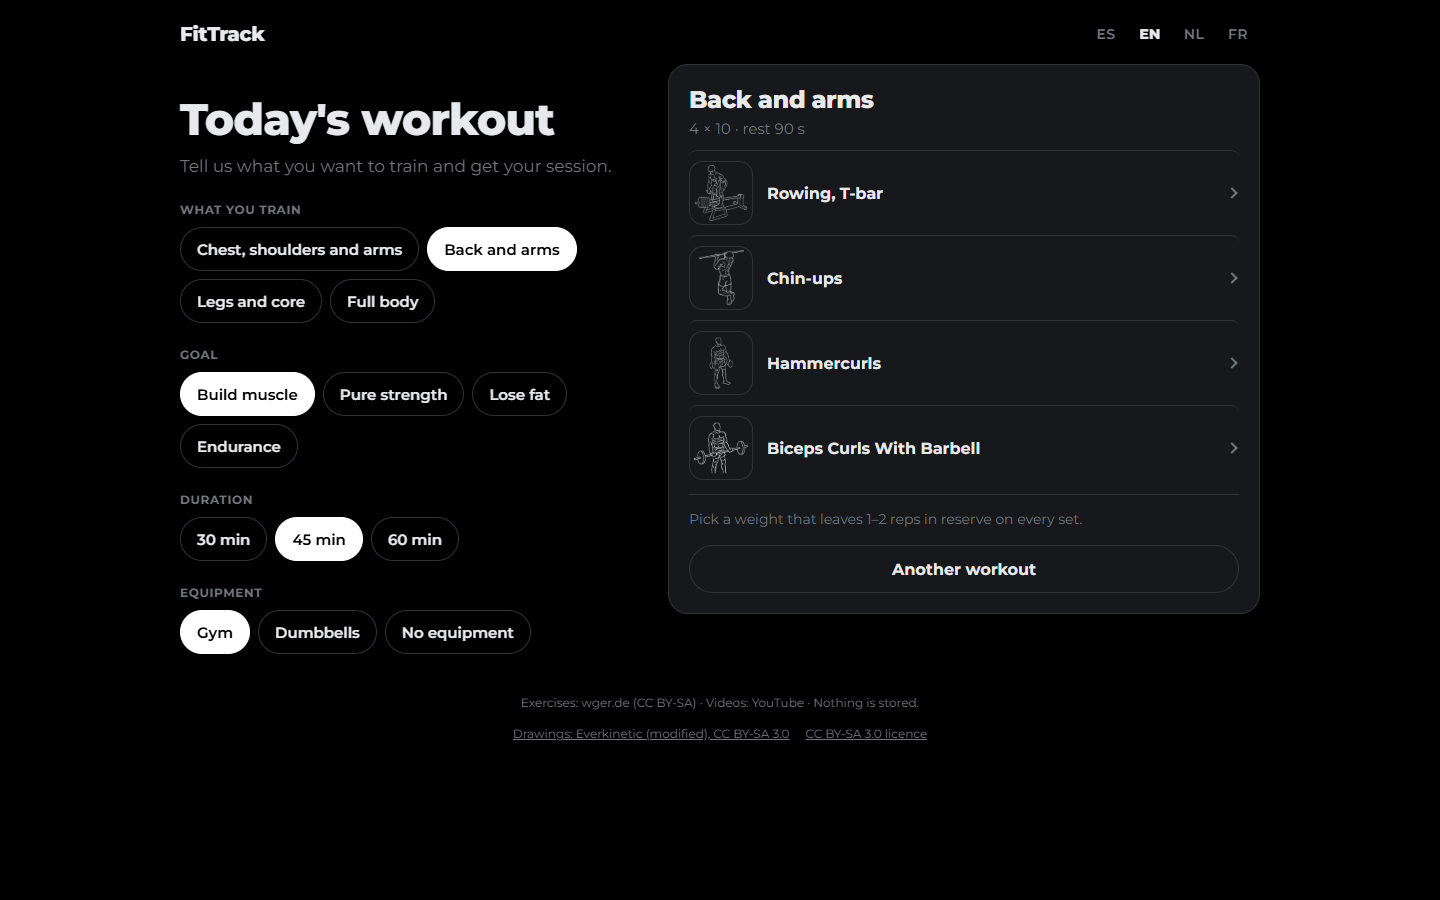 FitTrack
ES EN NL FR
Today's workout
Tell us what you want to train and get your session.
WHAT YOU TRAIN
Chest, shoulders and arms
Back and arms
Legs and core
Full body
GOAL
Build muscle
Pure strength
Lose fat
Endurance
DURATION
30 min
45 min
60 min
EQUIPMENT
Gym
Dumbbells
No equipment
Back and arms
4 × 10 · rest 90 s
Rowing, T-bar
Chin-ups
Hammercurls
Biceps Curls With Barbell
Pick a weight that leaves 1–2 reps in reserve on every set.
Another workout
Exercises: wger.de (CC BY-SA) · Videos: YouTube · Nothing is stored.
Drawings: Everkinetic (modified), CC BY-SA 3.0 CC BY-SA 3.0 licence